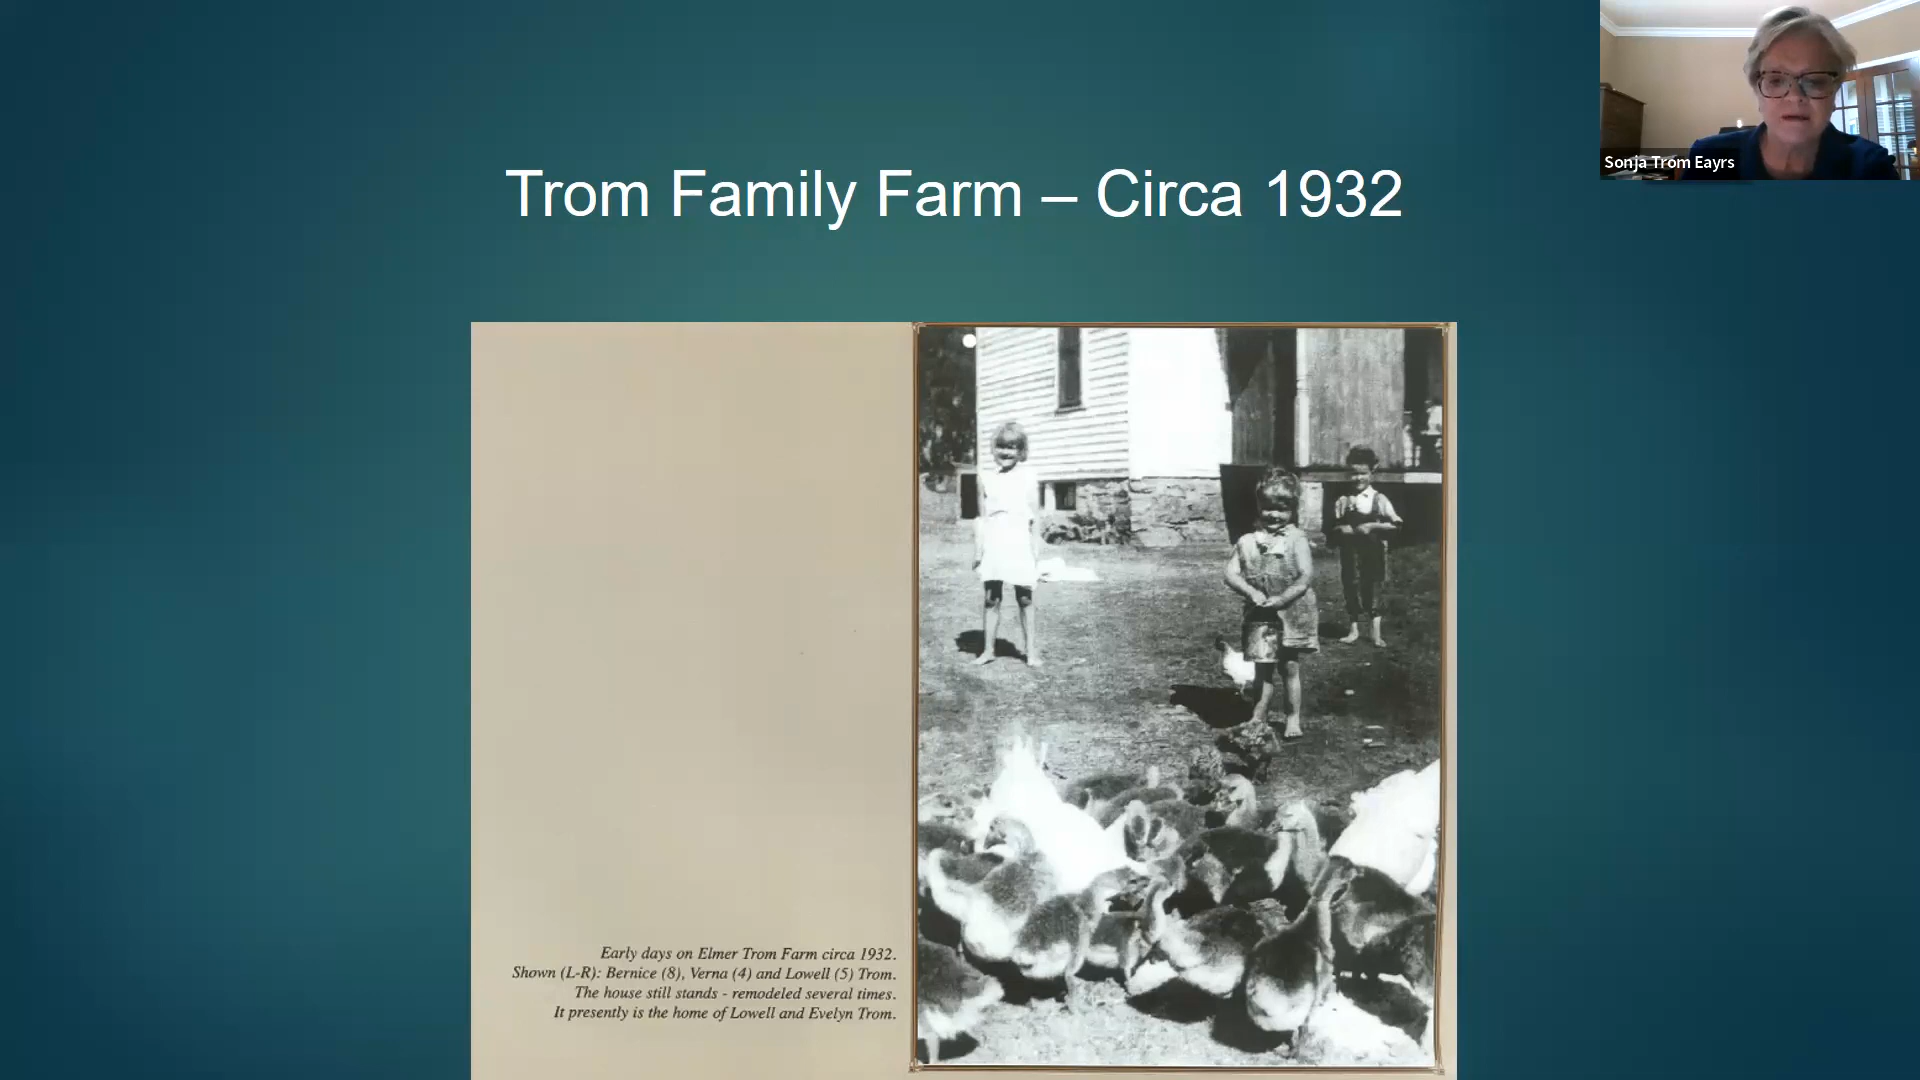 Sonja Trom Eayrs
Trom Family Farm – Circa 1932
Early days on Elmer Trom Farm circa 1932.
Shown (L-R): Bernice (8), Verna (4) and Lowell (5) Trom.
The house still stands - remodeled several times.
It presently is the home of Lowell and Evelyn Trom.